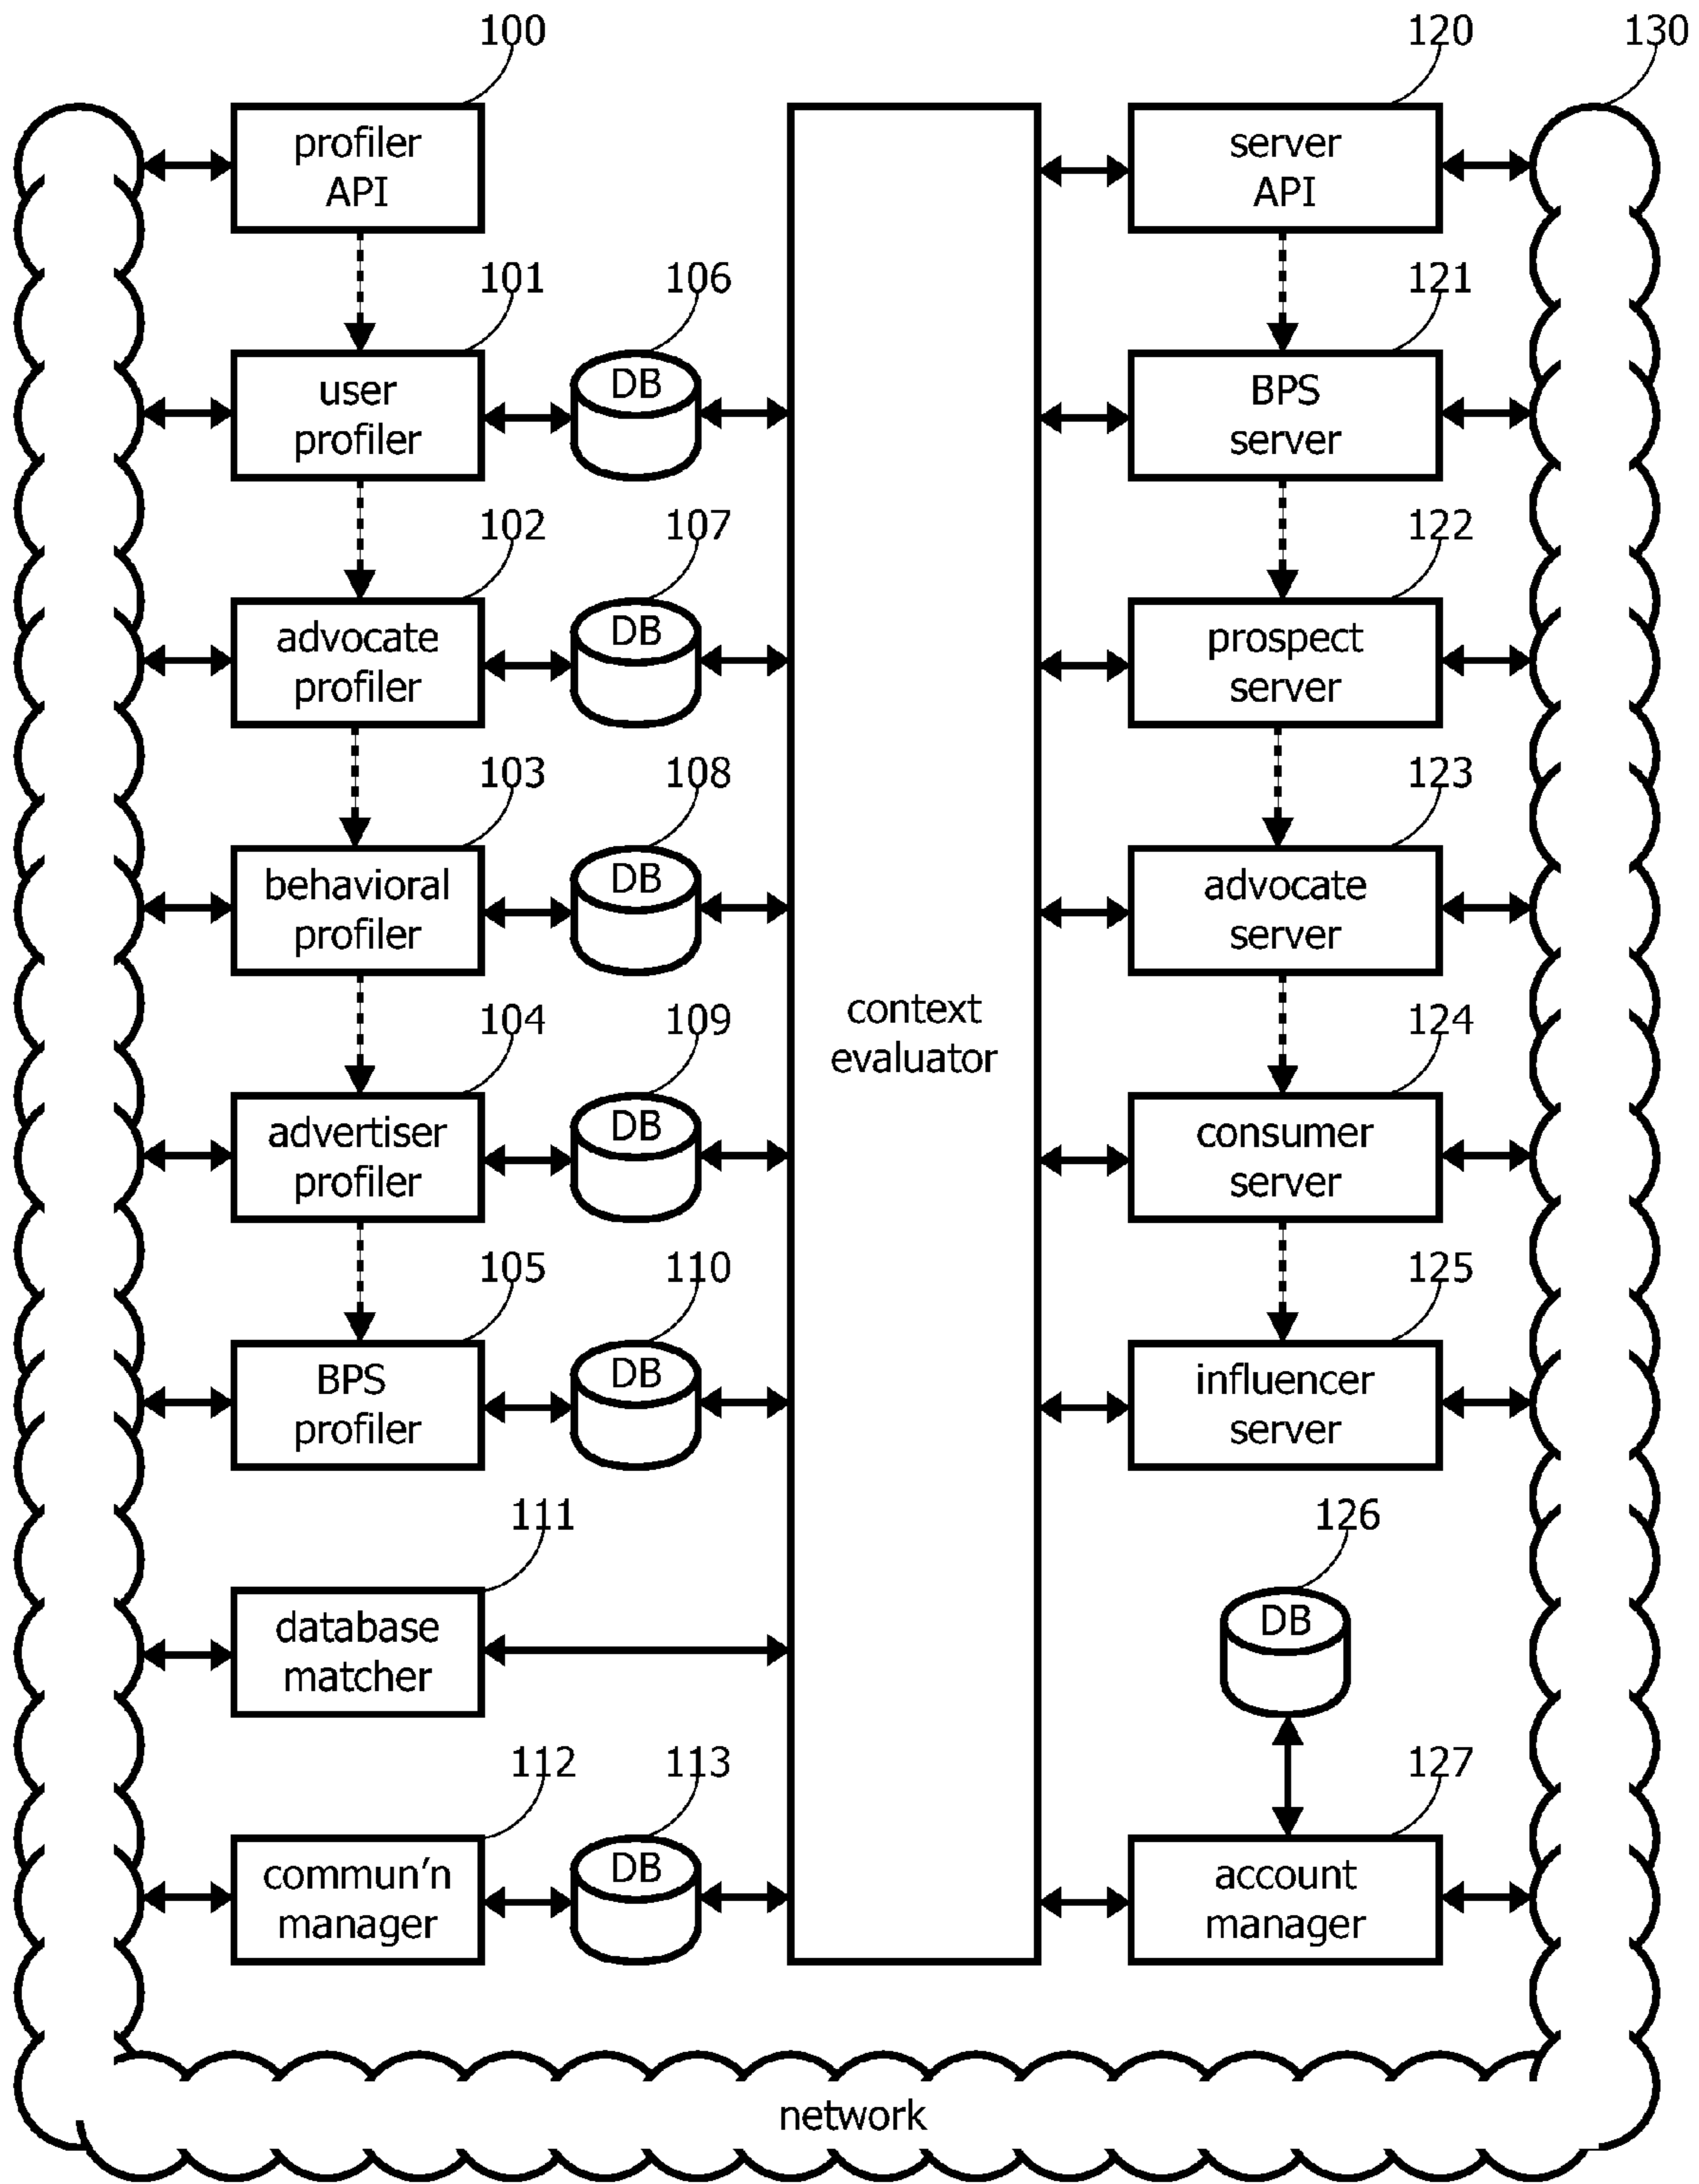 100
120
130
profiler
API
server
API
101
106
121
user
profiler
DB
BPS
server
102
107
122
advocate
profiler
DB
prospect
server
103
108
123
behavioral
profiler
DB
advocate
server
context
evaluator
104
109
124
advertiser
profiler
DB
consumer
server
105
110
125
BPS
profiler
DB
influencer
server
111
126
database
matcher
DB
112
113
127
commun'n
manager
DB
account
manager
network